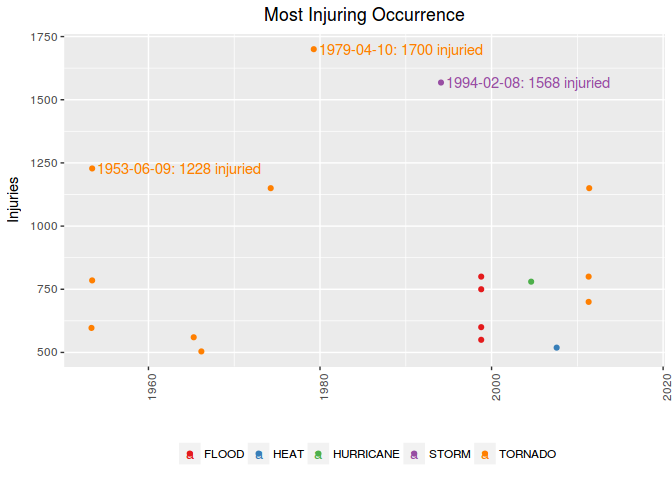 Most Injuring Occurrence
Injuries
1750
1500
1250
1000
750
500
1979-04-10: 1700 injuried
1994-02-08: 1568 injuried
1953-06-09: 1228 injuried
1960
1980
2000
2020
a FLOOD a HEAT a HURRICANE a STORM a TORNADO